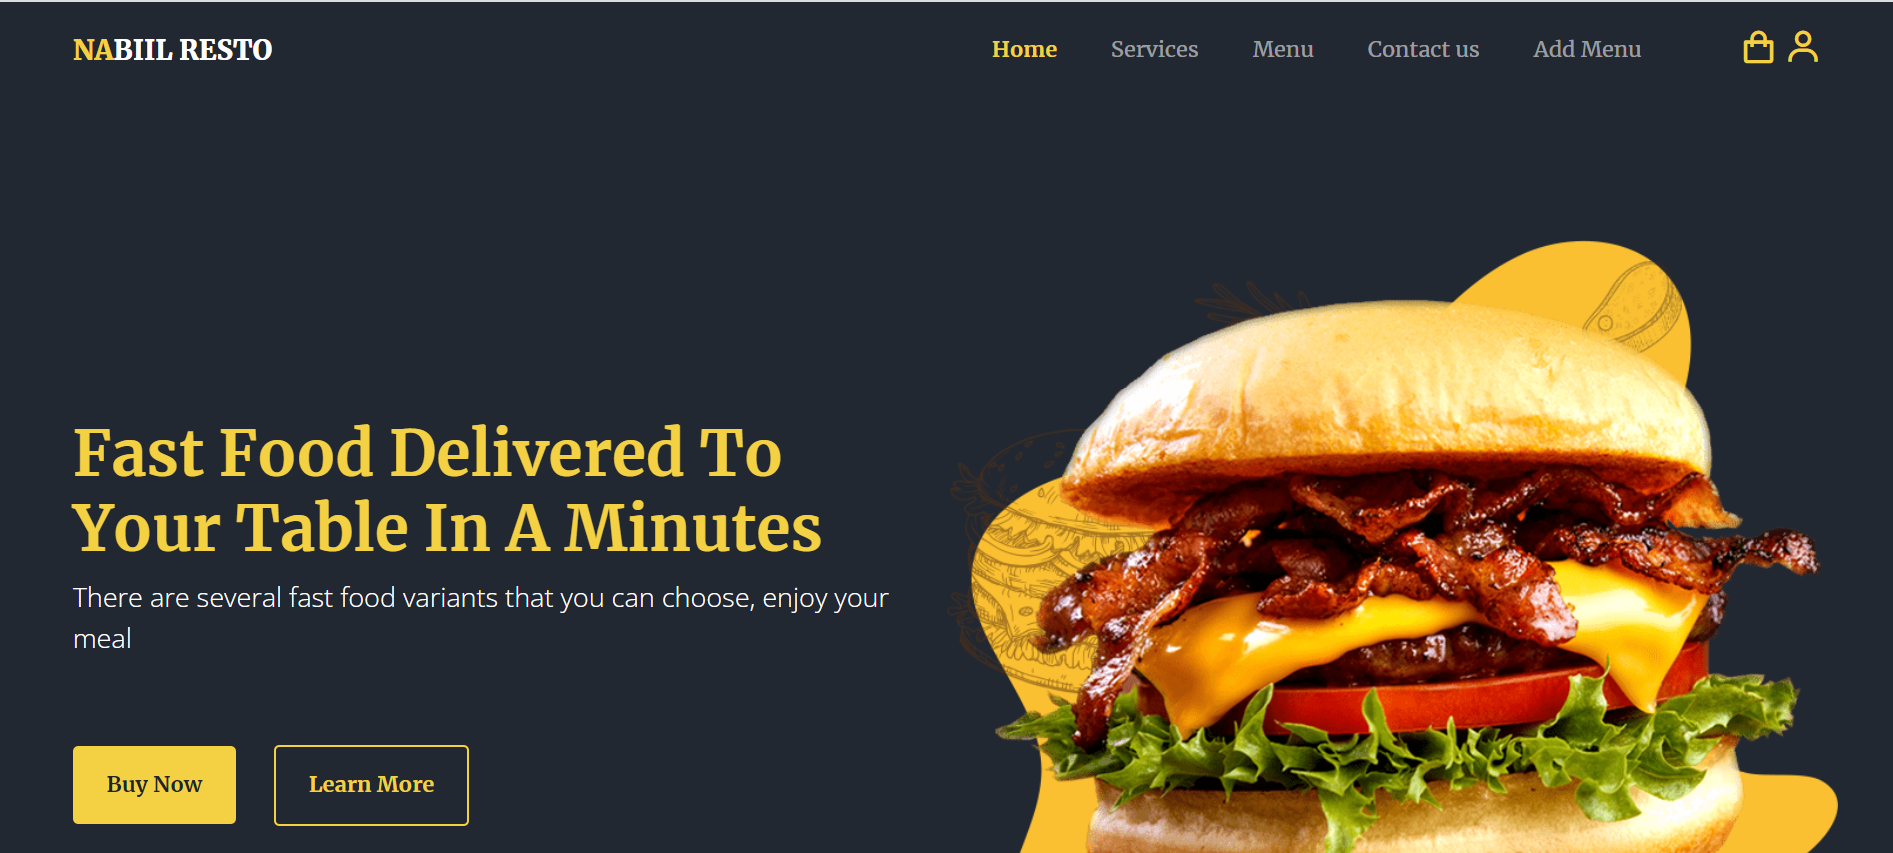 NABIIL RESTO
Home Services Menu Contact us Add Menu
Fast Food Delivered To
Your Table In A Minutes
There are several fast food variants that you can choose, enjoy your
meal
Buy Now Learn More